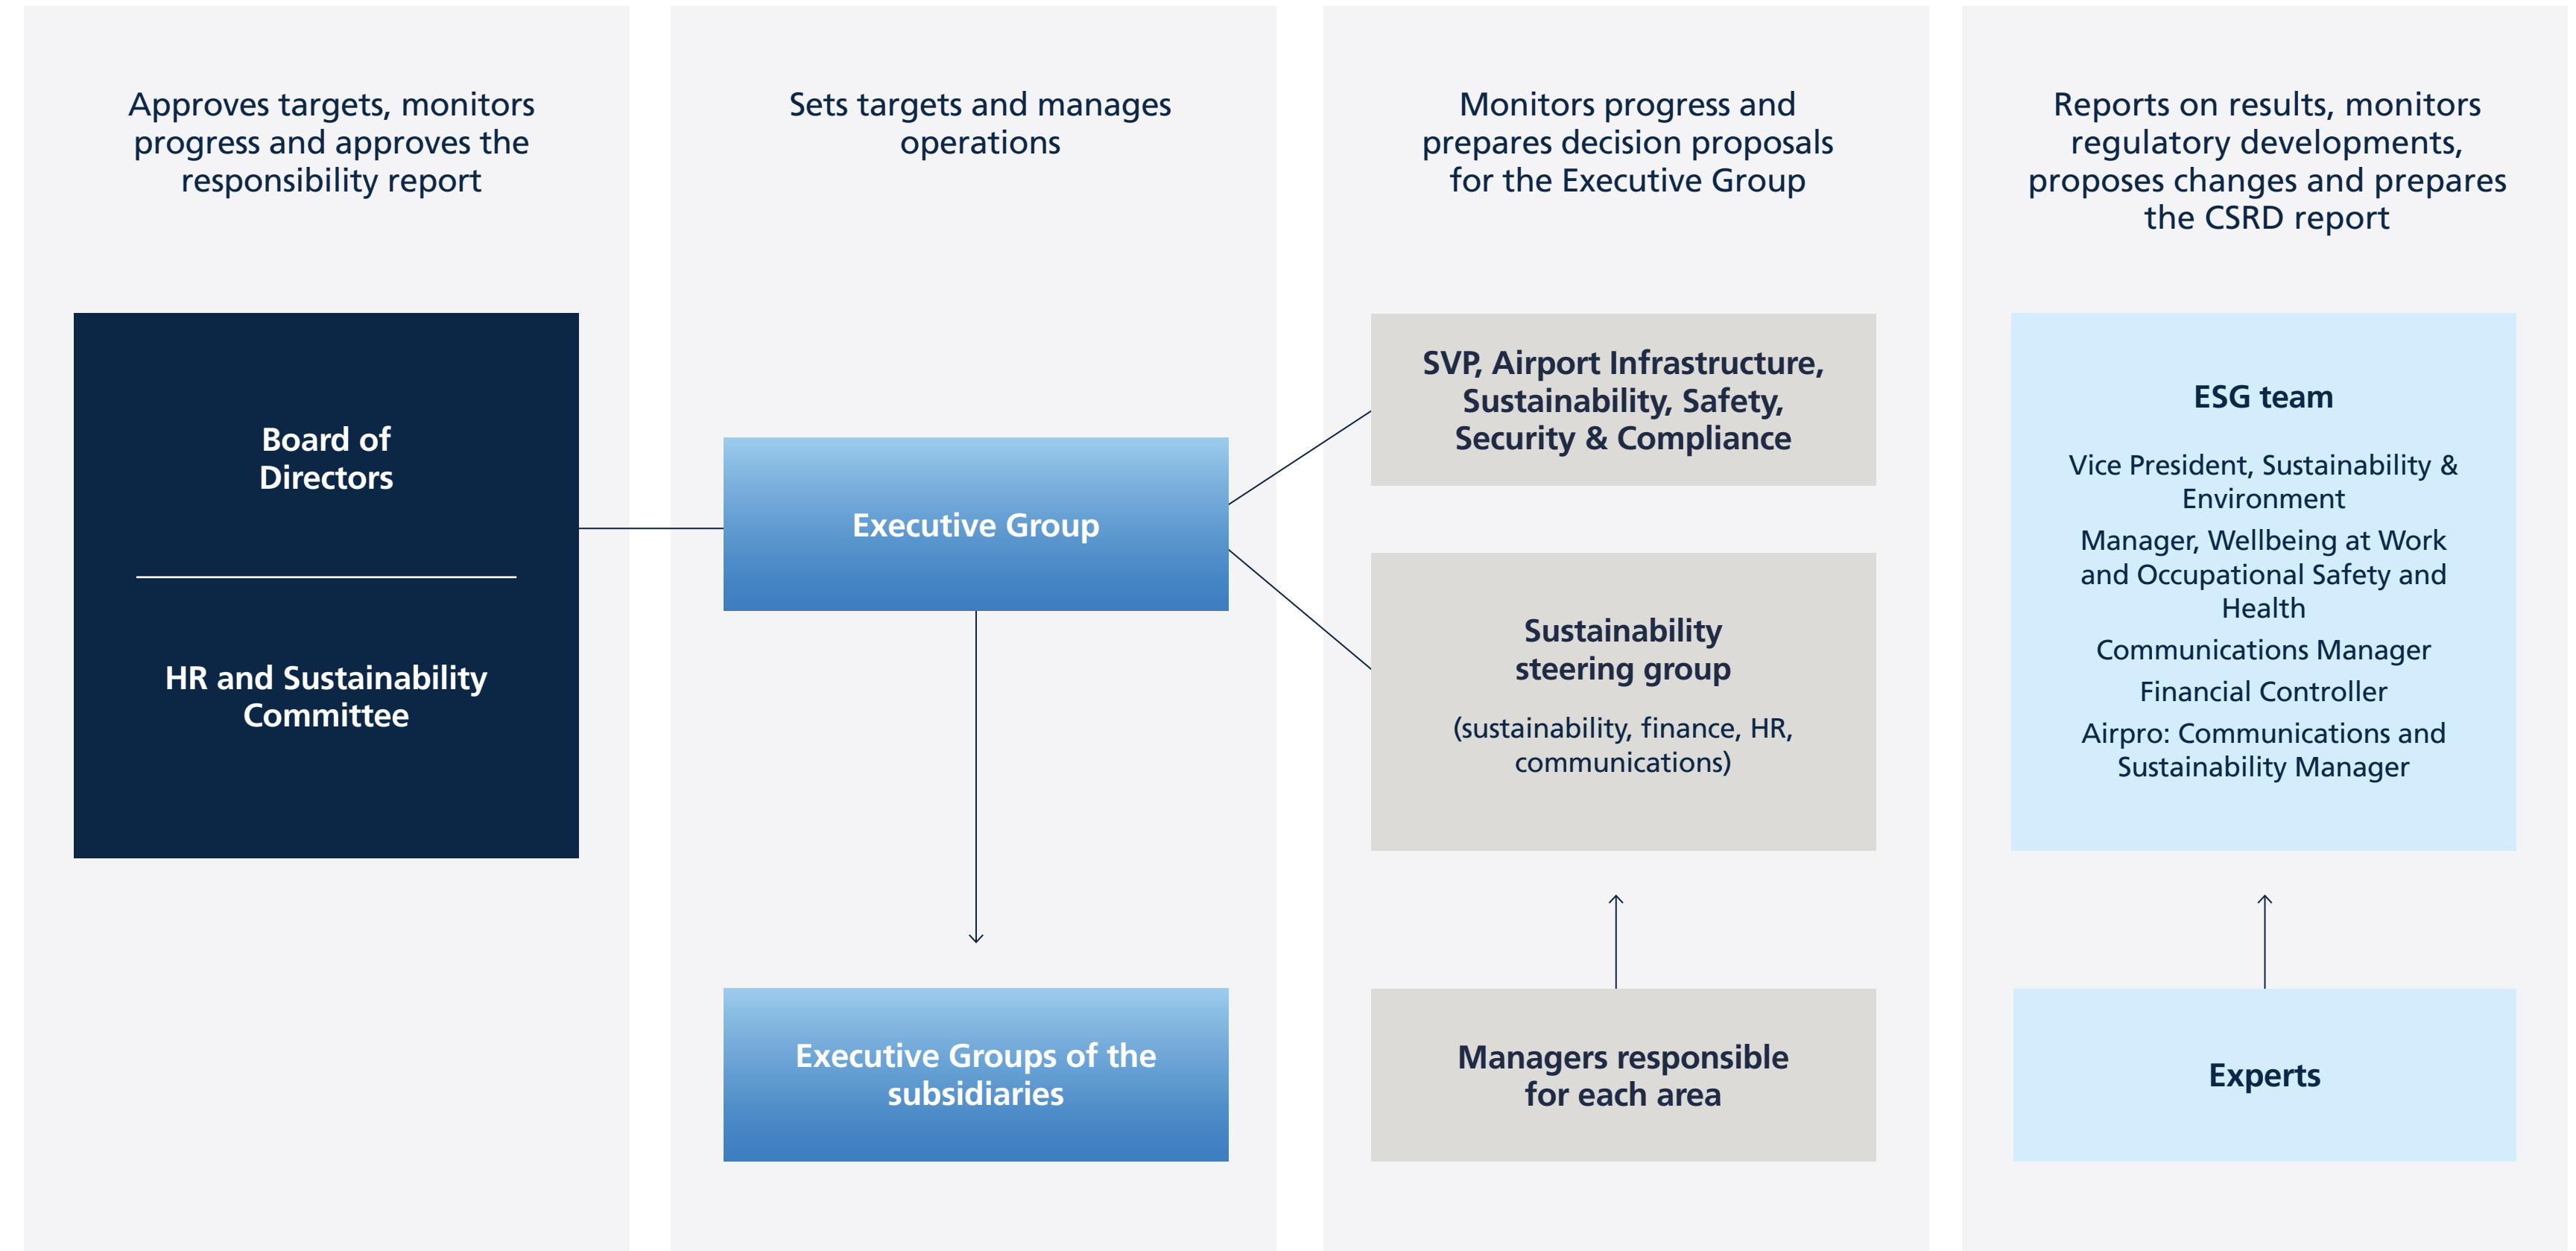 Approves targets, monitors
progress and approves the
responsibility report
Board of
Directors
HR and Sustainability
Committee
Sets targets and manages
operations
Executive Group
Executive Groups of the
subsidiaries
Monitors progress and
prepares decision proposals
for the Executive Group
SVP, Airport Infrastructure,
Sustainability, Safety,
Security & Compliance
Sustainability
steering group
(sustainability, finance, HR,
communications)
Managers responsible
for each area
Reports on results, monitors
regulatory developments,
proposes changes and prepares
the CSRD report
ESG team
Vice President, Sustainability &
Environment
Manager, Wellbeing at Work
and Occupational Safety and
Health
Communications Manager
Financial Controller
Airpro: Communications and
Sustainability Manager
Experts